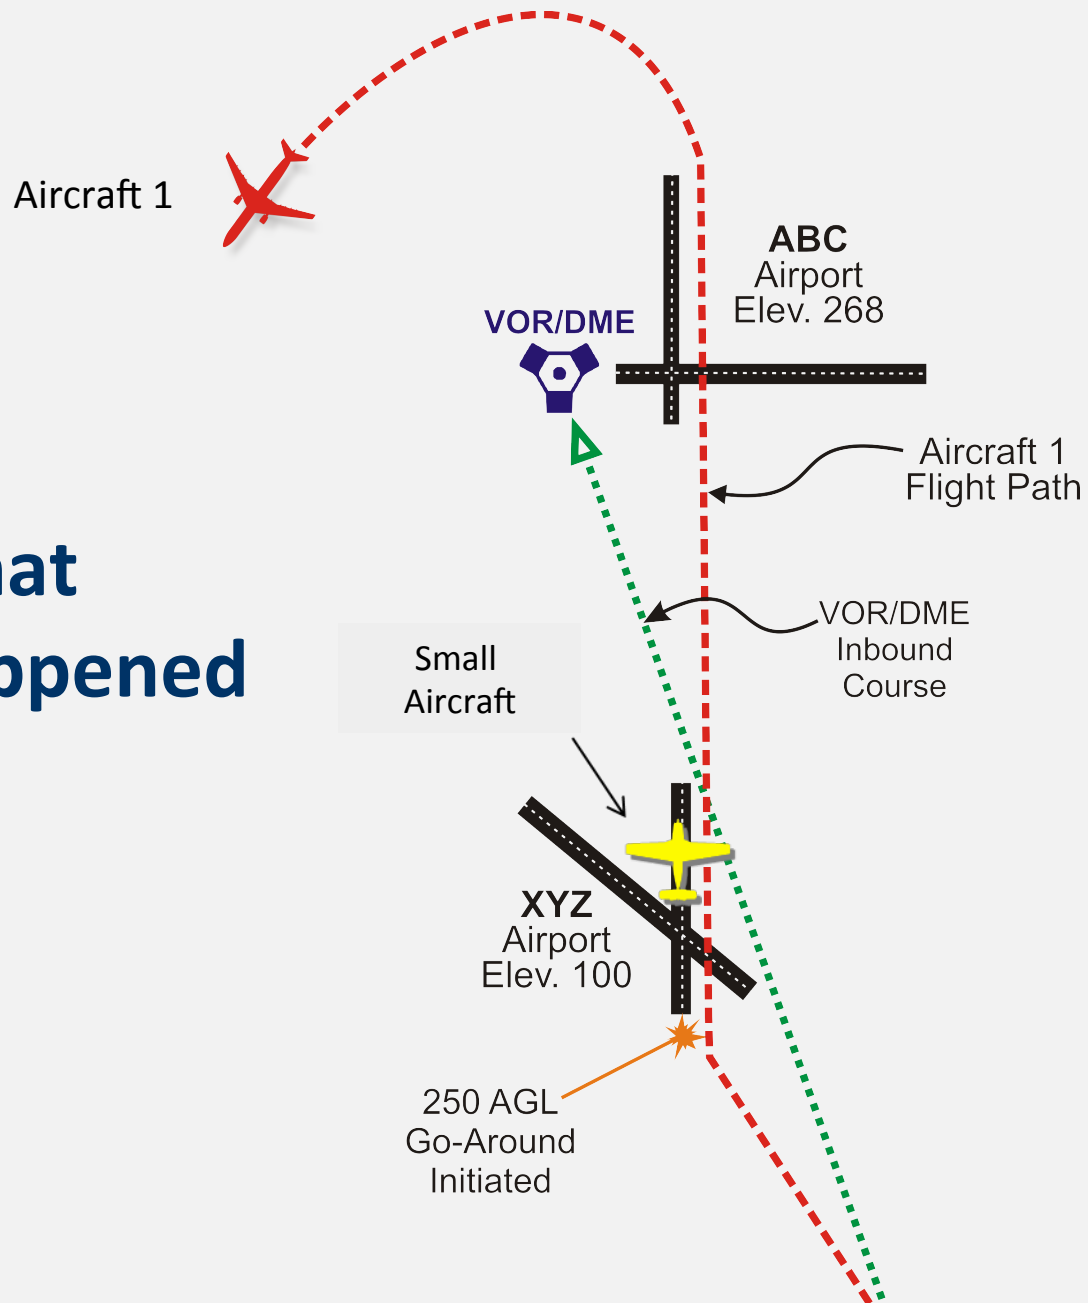 Aircraft 1
ABC
Airport
Elev. 268
VOR/DME
Aircraft 1
Flight Path
VOR/DME
Inbound
Course
Small
Aircraft
XYZ
Airport
Elev. 100
250 AGL
Go-Around
Initiated